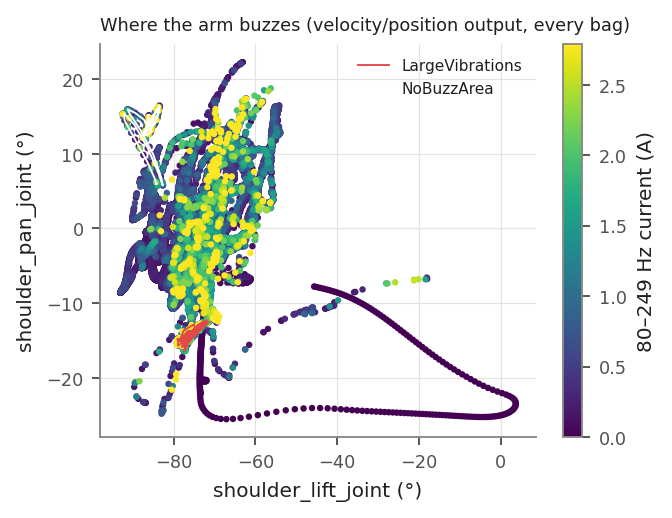 Where the arm buzzes (velocity/position output, every bag)
LargeVibrations
NoBuzzArea
20
10
0
−10
−20
−80
−60
−40
−20
0
shoulder_lift_joint (°)
shoulder_pan_joint (°)
2.5
2.0
1.5
1.0
0.5
0.0
80–249 Hz current (A)